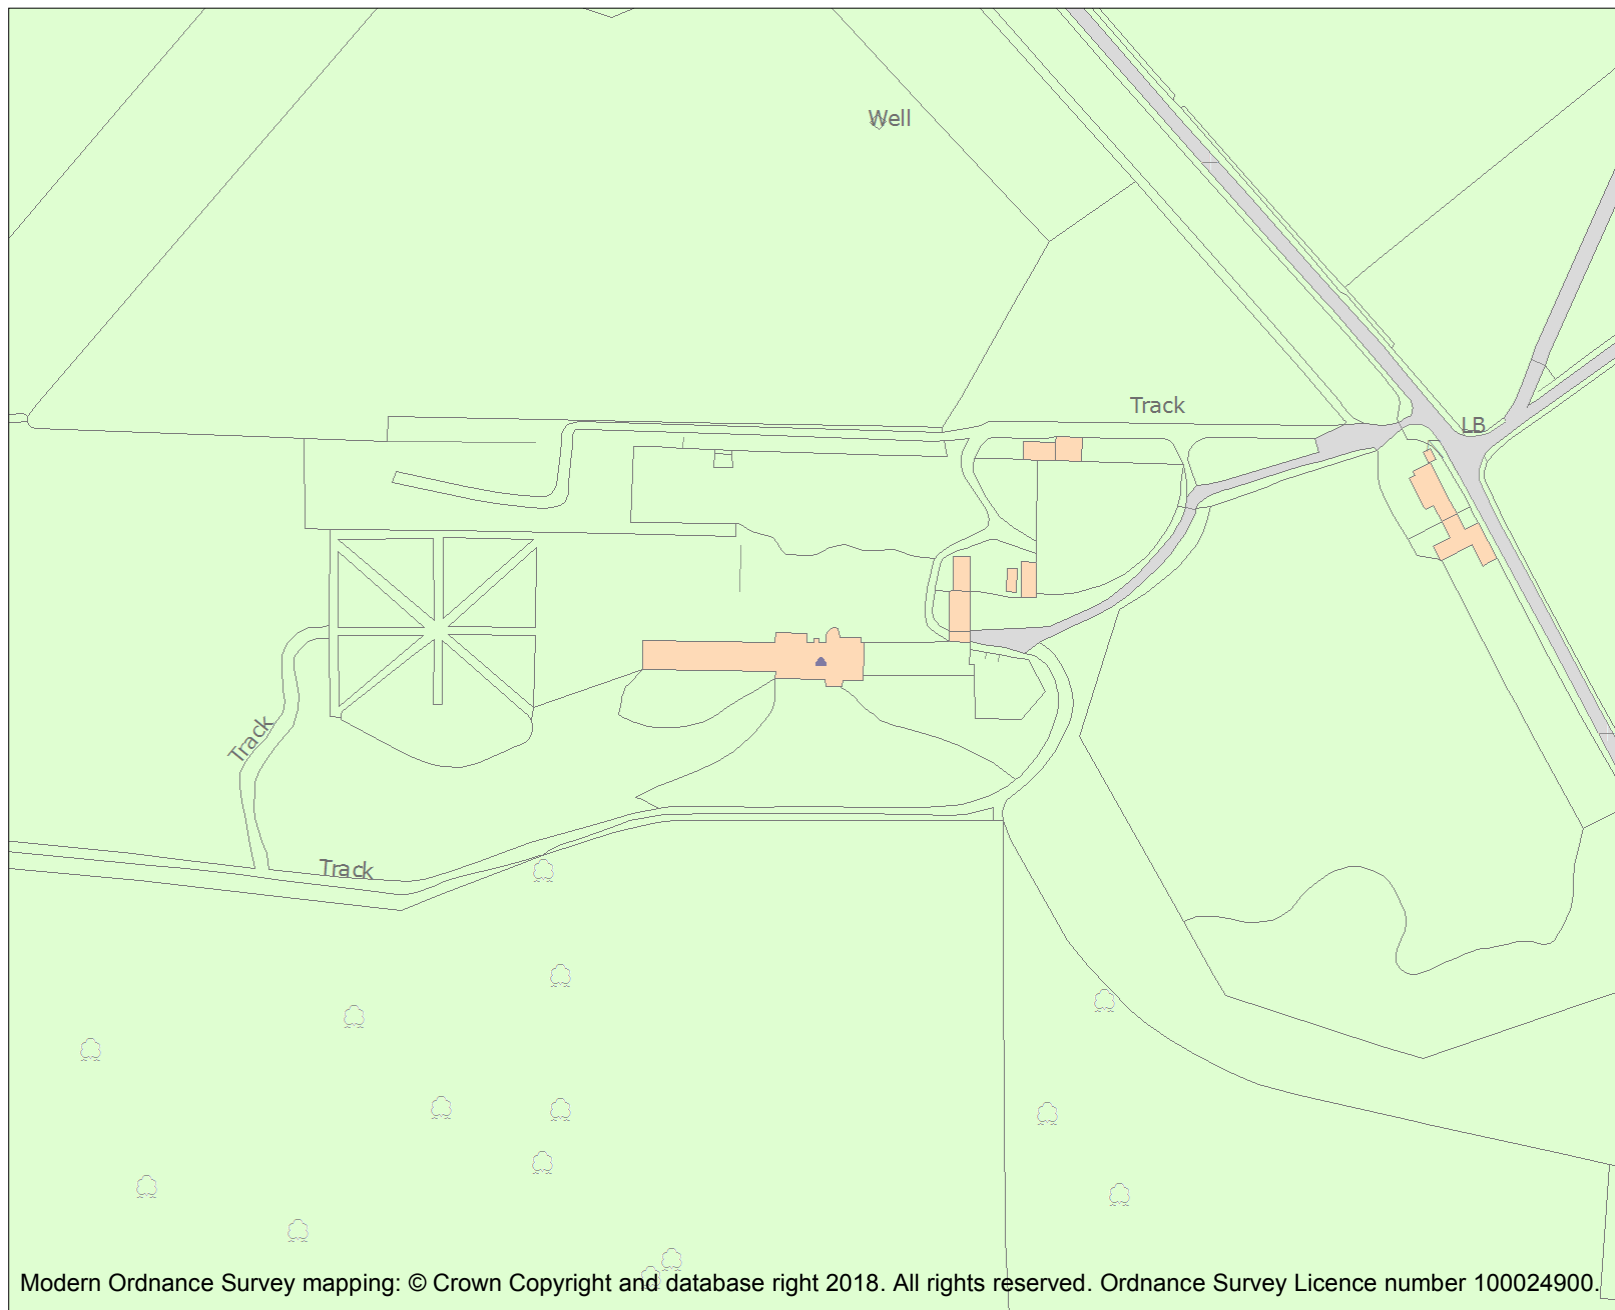 Well
Track
LB
Track
Track
Modern Ordnance Survey mapping: © Crown Copyright and database right 2018. All rights reserved. Ordnance Survey Licence number 100024900.